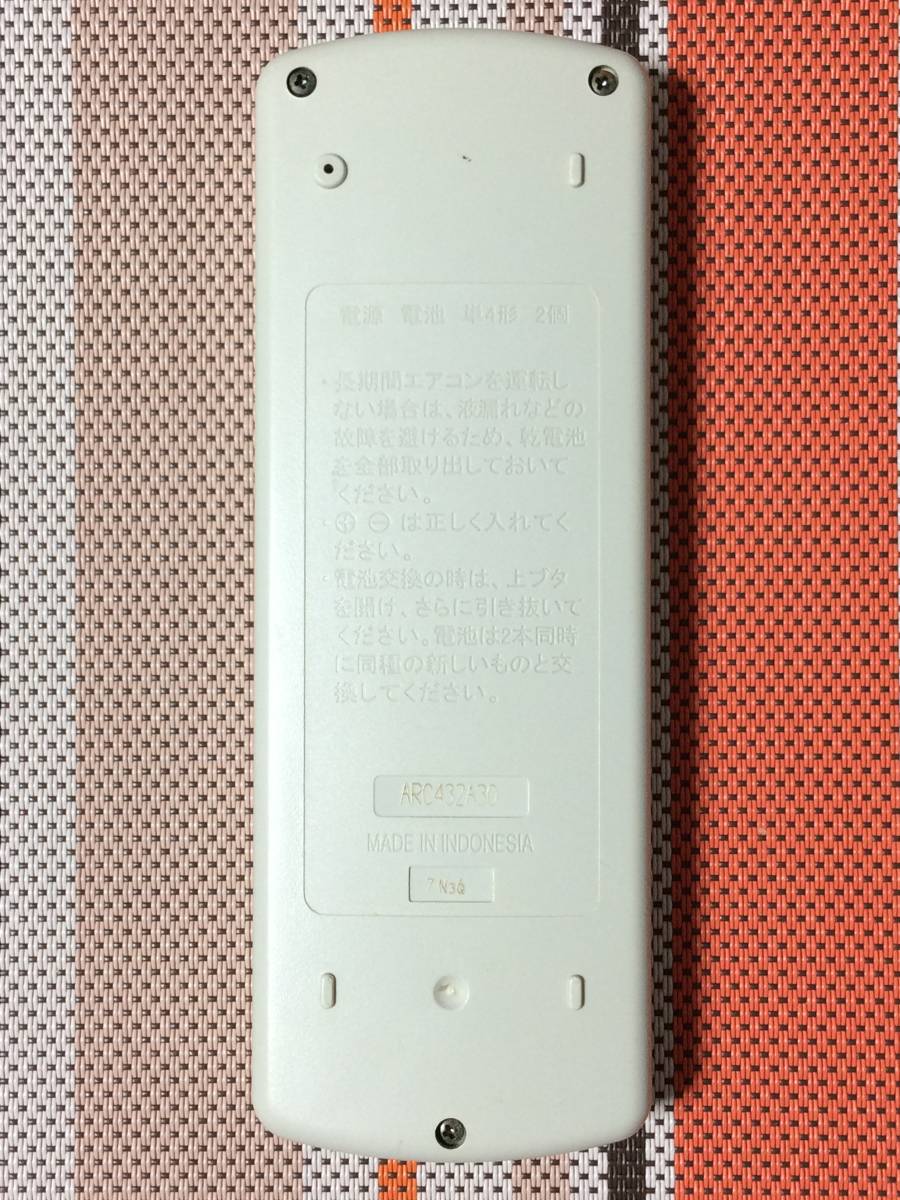 電源 電池 単4形 2個
・長期間エアコンを運転し
ない場合は、液漏れなどの
故障を避けるため、乾電池
を全部取り出しておいて
ください。
・⊕ ⊖ は正しく入れてく
ださい。
・電池交換の時は、上ブタ
を開け、さらに引き抜いて
ください。電池は2本同時
に同種の新しいものと交
換してください。
ARC432A30
MADE IN INDONESIA